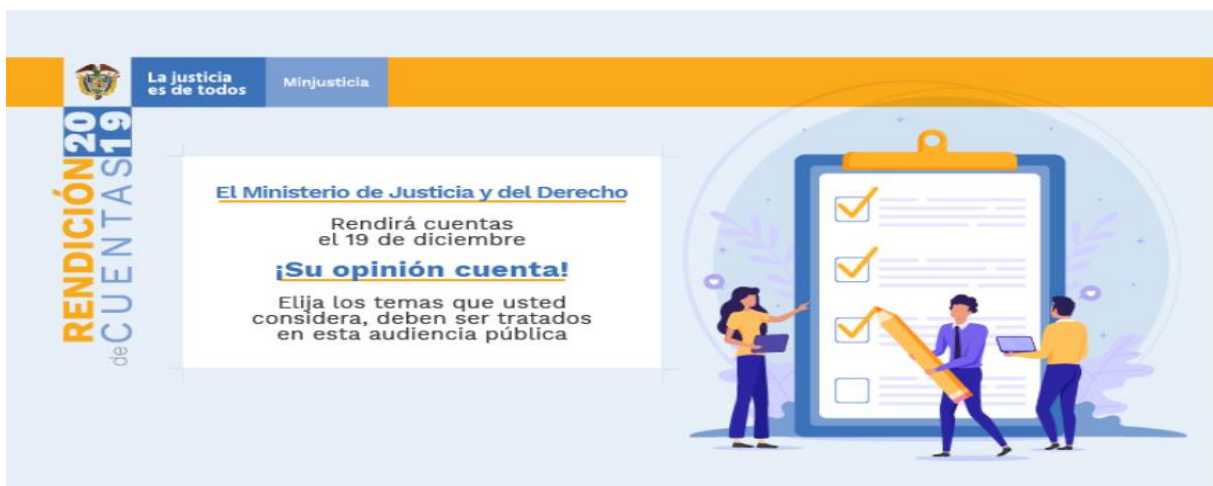 La justicia
es de todos
Minjusticia
RENDICIÓN 2019
de CUENTAS
El Ministerio de Justicia y del Derecho
Rendirá cuentas
el 19 de diciembre
¡Su opinión cuenta!
Elija los temas que usted
considera, deben ser tratados
en esta audiencia pública